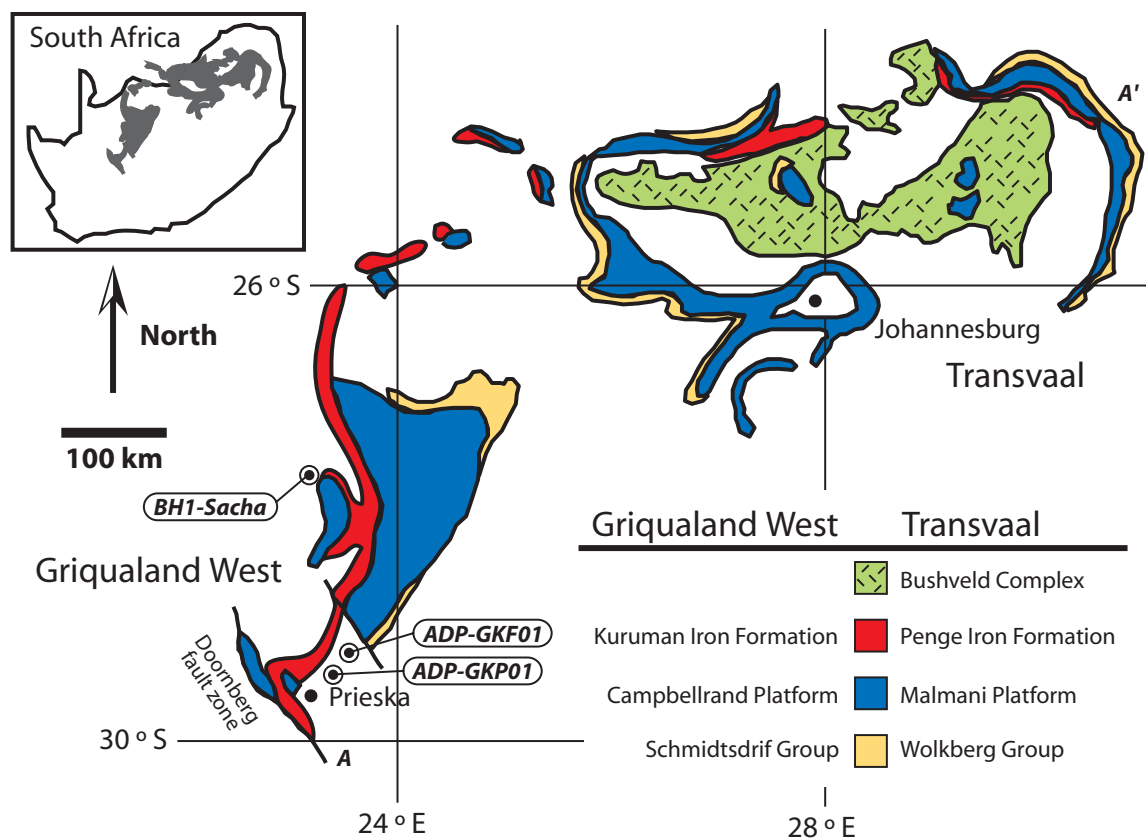 South Africa
A'
26 º S
North
Johannesburg
Transvaal
100 km
BH1-Sacha
Griqualand West
Griqualand West Transvaal
Bushveld Complex
Kuruman Iron Formation Penge Iron Formation
Campbellrand Platform Malmani Platform
Schmidtsdrif Group Wolkberg Group
ADP-GKF01
ADP-GKP01
Doornberg
fault zone
Prieska
30 º S
A
24 º E
28 º E